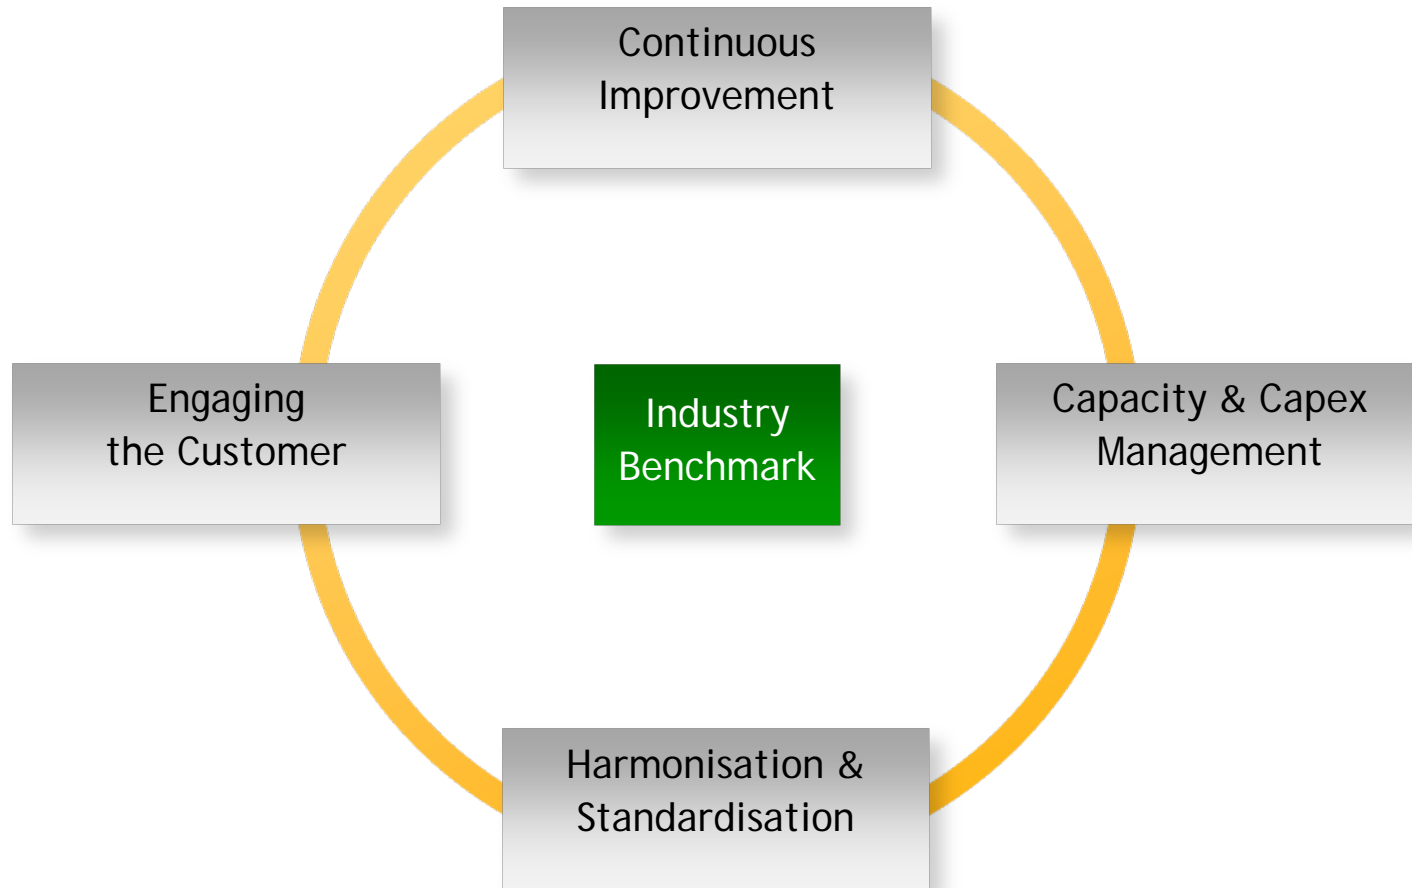 Continuous
Improvement
Engaging
the Customer
Industry
Benchmark
Capacity & Capex
Management
Harmonisation &
Standardisation